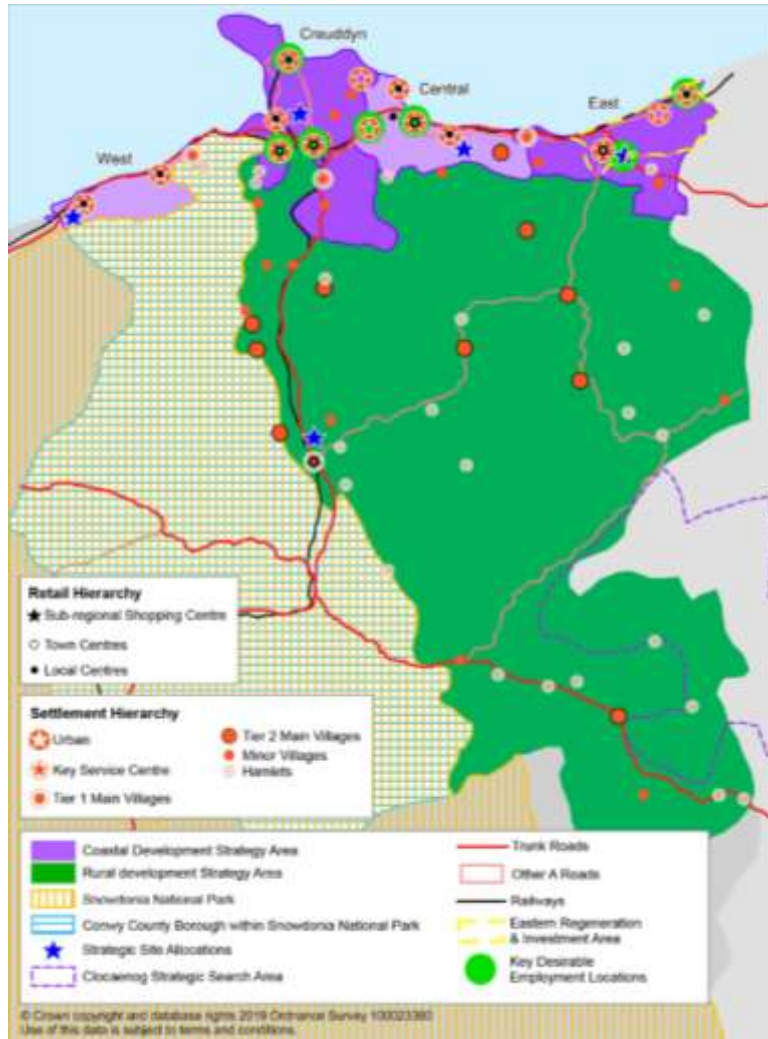 Creuddyn
Central
East
West
Retail Hierarchy
Sub-regional Shopping Centre
Town Centres
Local Centres
Settlement Hierarchy
Urban
Key Service Centre
Tier 1 Main Villages
Tier 2 Main Villages
Minor Villages
Hamlets
Coastal Development Strategy Area
Rural development Strategy Area
Snowdonia National Park
Conwy County Borough within Snowdonia National Park
Strategic Site Allocations
Clocaenog Strategic Search Area
Trunk Roads
Other A Roads
Railways
Eastern Regeneration
& Investment Area
Key Desirable
Employment Locations
© Crown copyright and database rights 2019 Ordnance Survey 100023380
Use of this data is subject to terms and conditions.